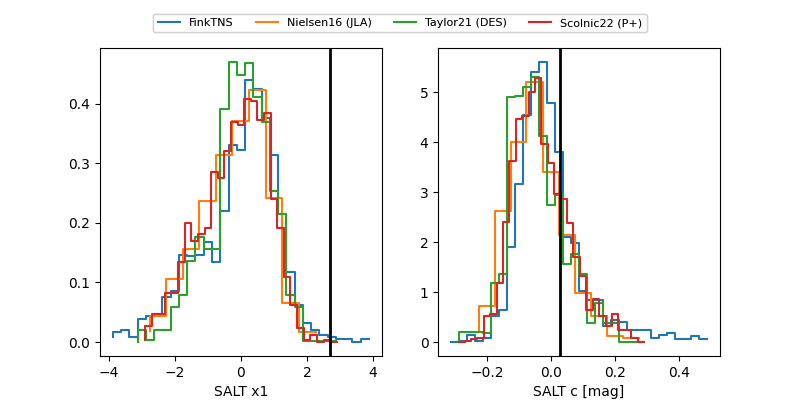 FinkTNS Nielsen16 (JLA) Taylor21 (DES) Scolnic22 (P+)
0.4
0.3
0.2
0.1
0.0
−4 −2 0 2 4
SALT x1
5
4
3
2
1
0
−0.2 0.0 0.2 0.4
SALT c [mag]